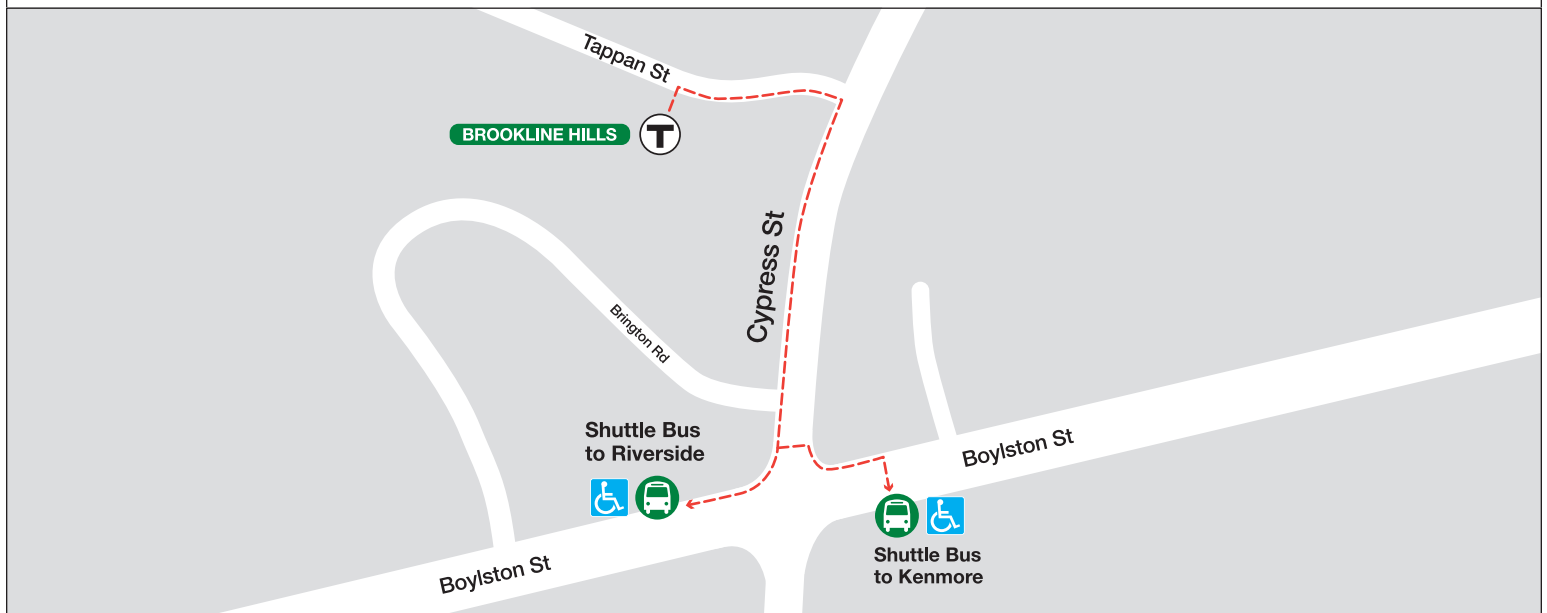 Tappan St
BROOKLINE HILLS
T
Cypress St
Brington Rd
Shuttle Bus
to Riverside
Boylston St
Boylston St
Shuttle Bus
to Kenmore